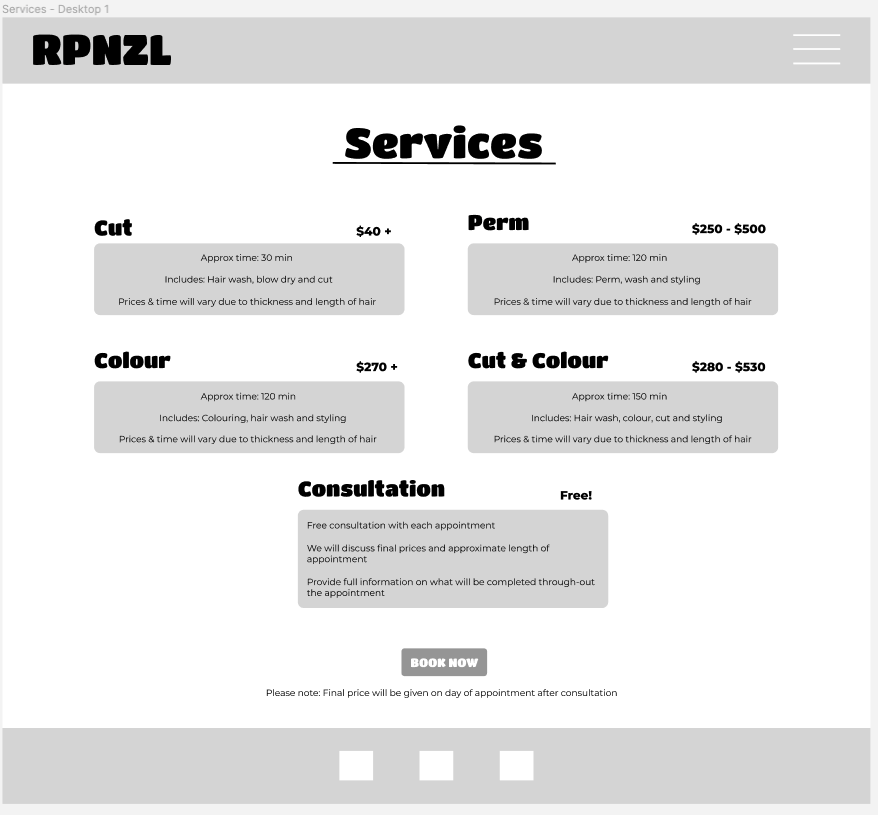 Services - Desktop 1
RPNZL
Services
Cut
$40 +
Approx time: 30 min
Includes: Hair wash, blow dry and cut
Prices & time will vary due to thickness and length of hair
Perm
$250 - $500
Approx time: 120 min
Includes: Perm, wash and styling
Prices & time will vary due to thickness and length of hair
Colour
$270 +
Approx time: 120 min
Includes: Colouring, hair wash and styling
Prices & time will vary due to thickness and length of hair
Cut & Colour
$280 - $530
Approx time: 150 min
Includes: Hair wash, colour, cut and styling
Prices & time will vary due to thickness and length of hair
Consultation
Free!
Free consultation with each appointment
We will discuss final prices and approximate length of
appointment
Provide full information on what will be completed through-out
the appointment
BOOK NOW
Please note: Final price will be given on day of appointment after consultation